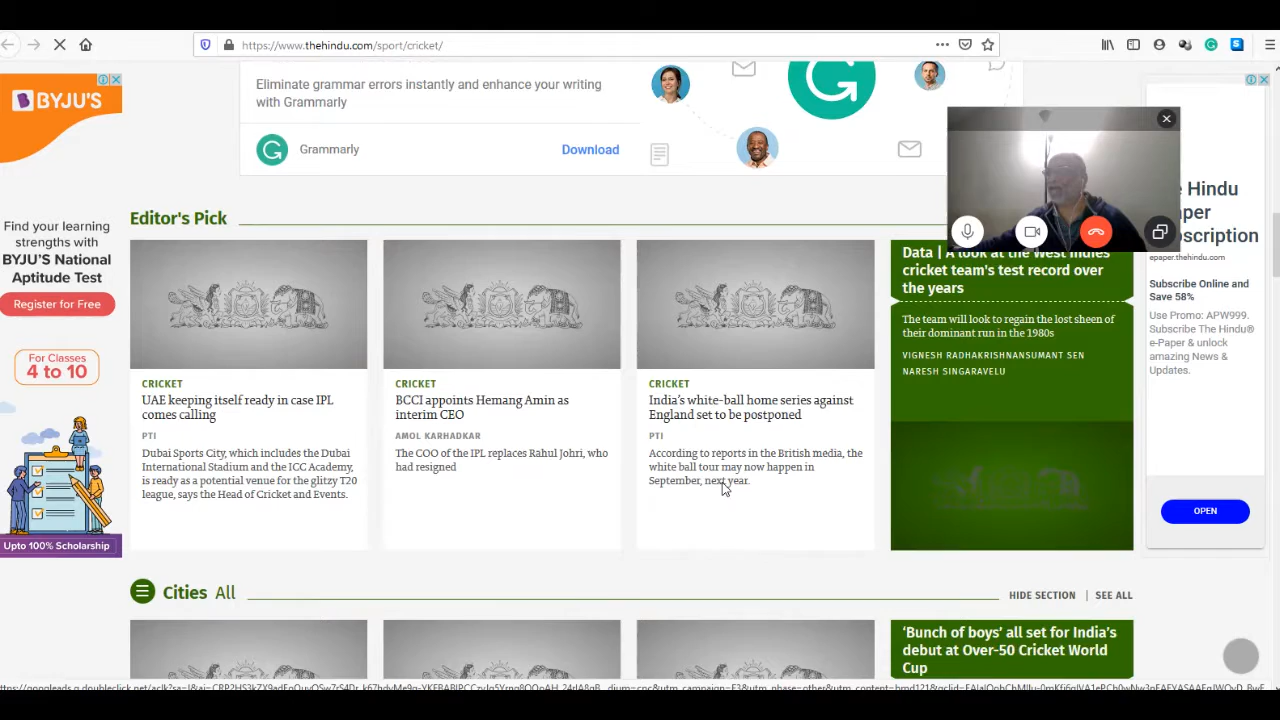 https://www.thehindu.com/sport/cricket/
BYJU'S
Find your learning
strengths with
BYJU'S National
Aptitude Test
Register for Free
For Classes
4 to 10
Upto 100% Scholarship
Eliminate grammar errors instantly and enhance your writing
with Grammarly
Grammarly
Download
Editor's Pick
CRICKET
UAE keeping itself ready in case IPL
comes calling
PTI
Dubai Sports City, which includes the Dubai
International Stadium and the ICC Academy,
is ready as a potential venue for the glitzy T20
league, says the Head of Cricket and Events.
CRICKET
BCCI appoints Hemang Amin as
interim CEO
AMOL KARHADKAR
The COO of the IPL replaces Rahul Johri, who
had resigned
CRICKET
India's white-ball home series against
England set to be postponed
PTI
According to reports in the British media, the
white ball tour may now happen in
September, next year.
Data | A look at the West Indies
cricket team's test record over
the years
The team will look to regain the lost sheen of
their dominant run in the 1980s
VIGNESH RADHAKRISHNANSUMANT SEN
NARESH SINGARAVELU
Hindu
epaper.thehindu.com
Subscribe Online and
Save 58%
Use Promo: APW999.
Subscribe The Hindu®
e-Paper & unlock
amazing News &
Updates.
OPEN
Cities All
HIDE SECTION | SEE ALL
'Bunch of boys' all set for India's
debut at Over-50 Cricket World
Cup